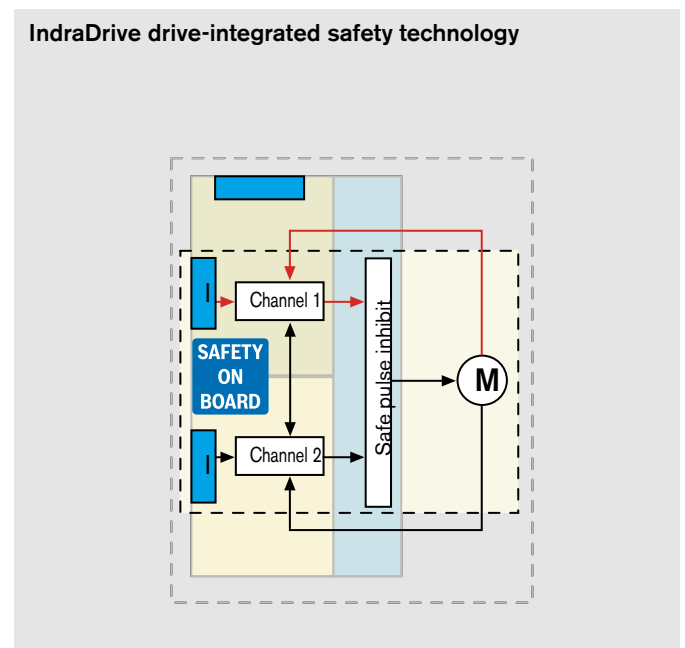 IndraDrive drive-integrated safety technology
I
Channel 1
SAFETY
ON
BOARD
Safe pulse inhibit
M
I
Channel 2